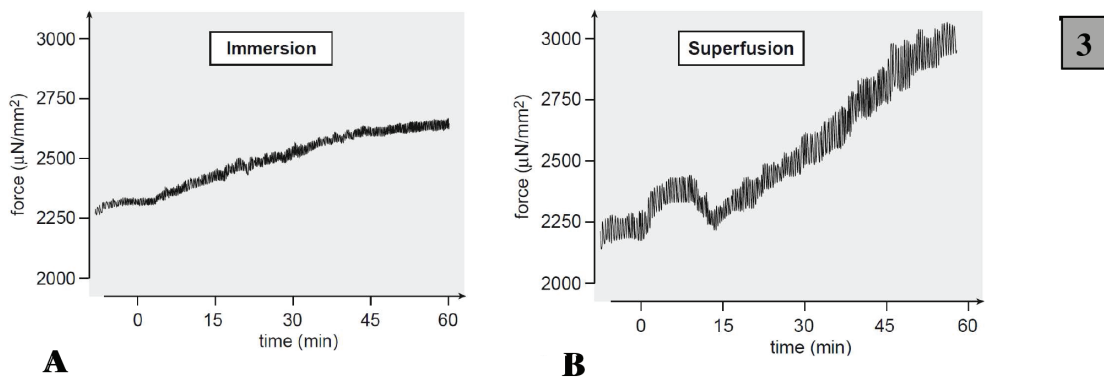 Immersion
force (μN/mm²)
3000
2750
2500
2250
2000
0 15 30 45 60
time (min)
A
Superfusion
force (μN/mm²)
3000
2750
2500
2250
2000
0 15 30 45 60
time (min)
B
3